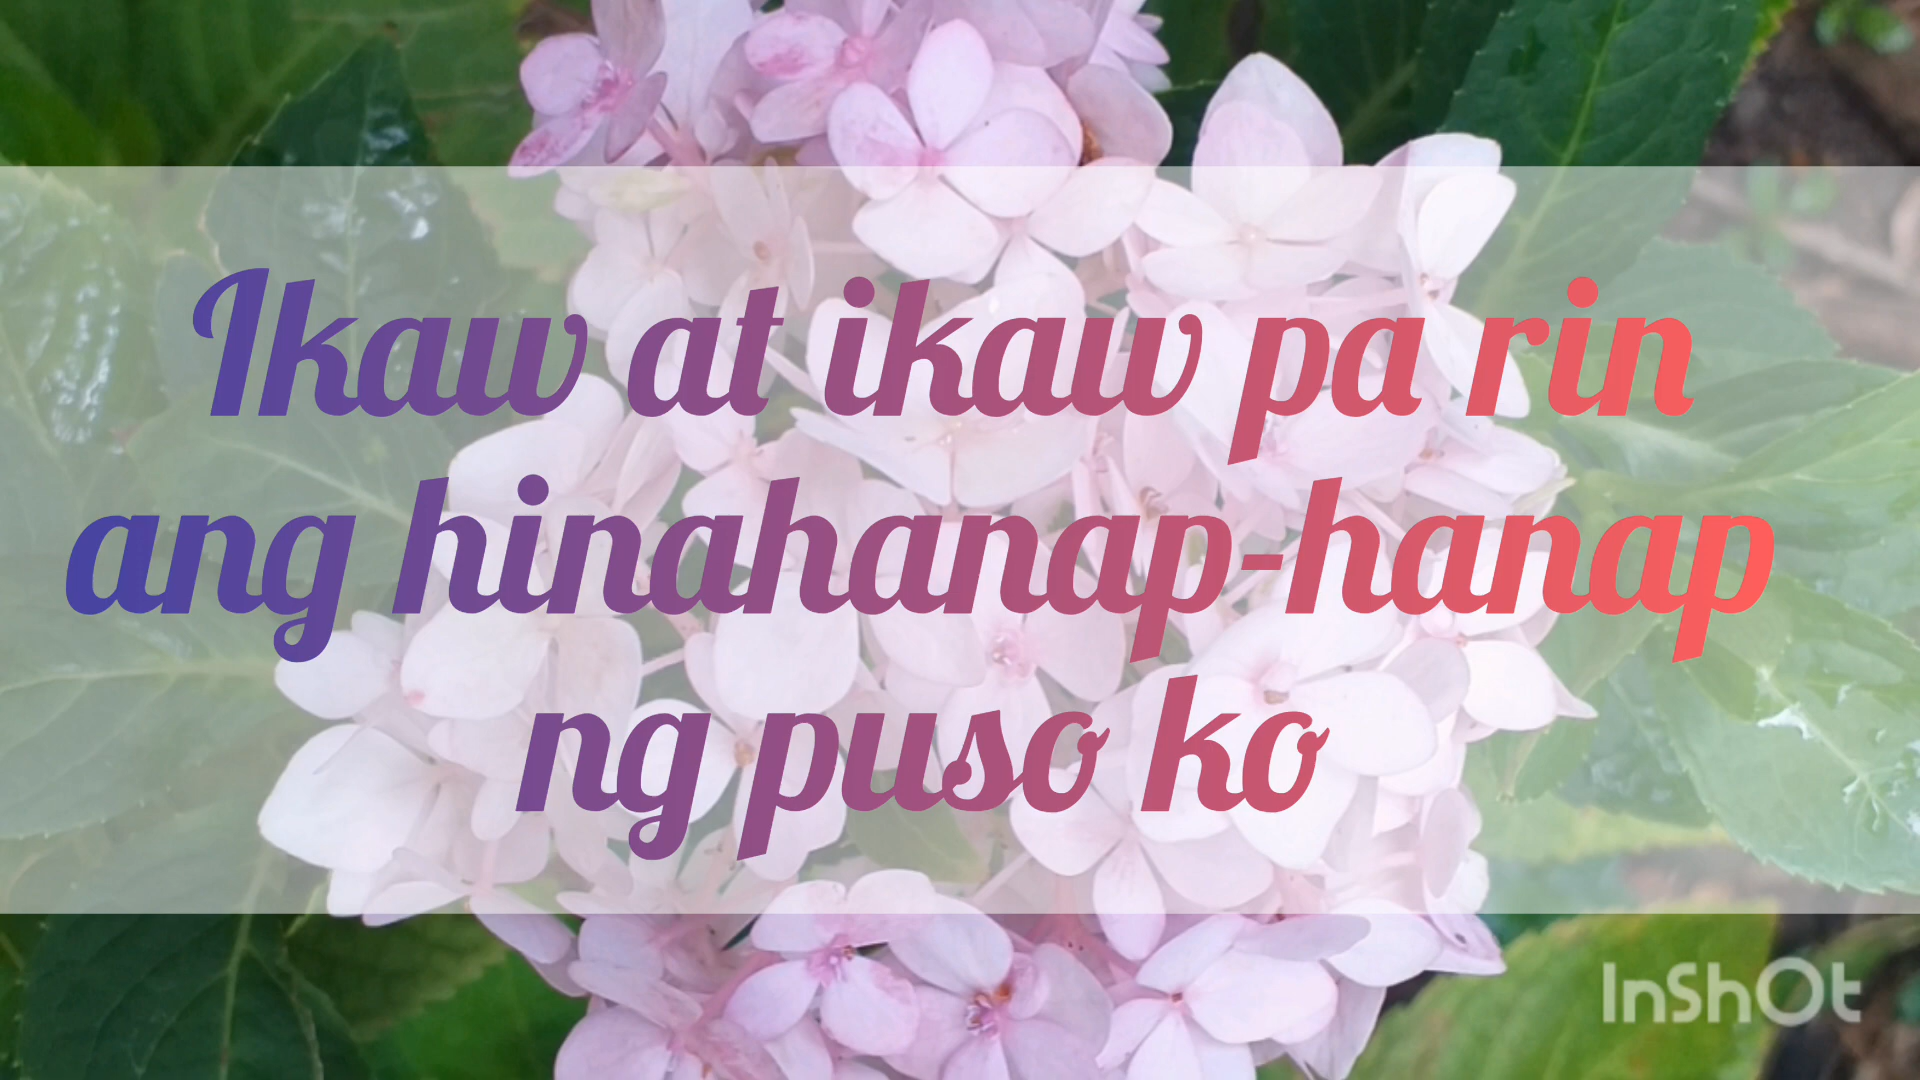 Ikaw at ikaw pa rin
ang hinahanap-hanap
ng puso ko
InShOt